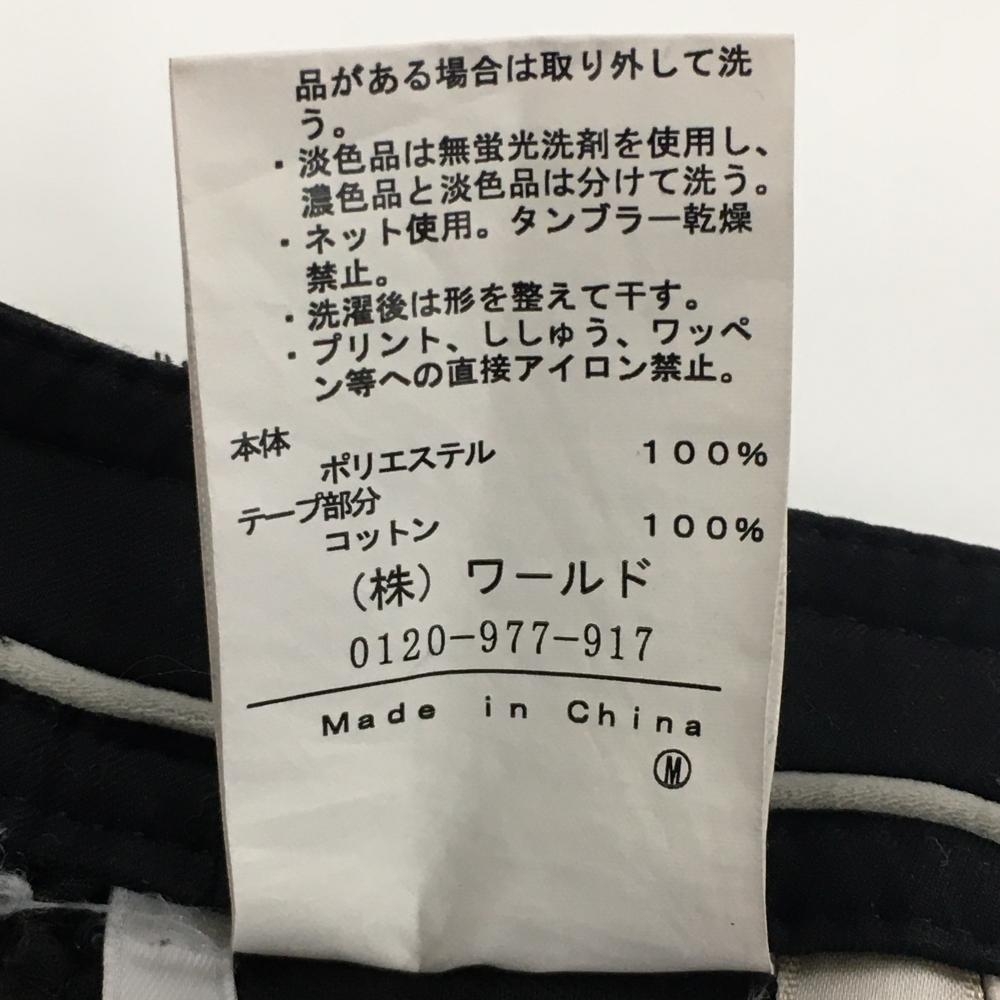 品がある場合は取り外して洗
う。
・淡色品は無蛍光洗剤を使用し、
濃色品と淡色品は分けて洗う。
・ネット使用。タンブラー乾燥
禁止。
・洗濯後は形を整えて干す。
・プリント、ししゅう、ワッペ
ン等への直接アイロン禁止。
本体
ポリエステル 100%
テープ部分
コットン 100%
(株) ワールド
0120-977-917
Made in China
Ⓜ